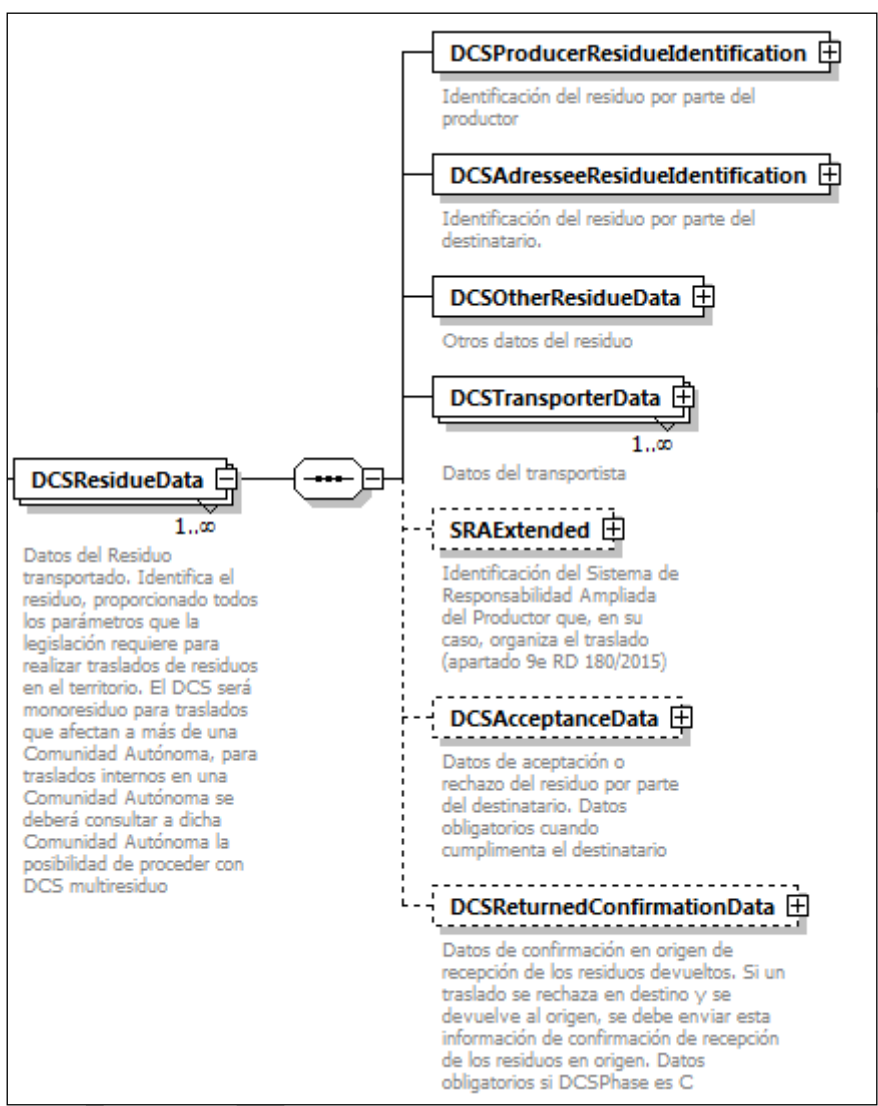 DCSProducerResidueIdentification
Identificación del residuo por parte del
productor
DCSAdresseeResidueIdentification
Identificación del residuo por parte del
destinatario.
DCSOtherResidueData
Otros datos del residuo
DCSTransporterData
1..∞
Datos del transportista
DCSResidueData
1..∞
Datos del Residuo
transportado. Identifica el
residuo, proporcionado todos
los parámetros que la
legislación requiere para
realizar traslados de residuos
en el territorio. El DCS será
monoresiduo para traslados
que afectan a más de una
Comunidad Autónoma, para
traslados internos en una
Comunidad Autónoma se
deberá consultar a dicha
Comunidad Autónoma la
posibilidad de proceder con
DCS multiresiduo
SRAExtended
Identificación del Sistema de
Responsabilidad Ampliada
del Productor que, en su
caso, organiza el traslado
(apartado 9e RD 180/2015)
DCSAcceptanceData
Datos de aceptación o
rechazo del residuo por parte
del destinatario. Datos
obligatorios cuando
cumplimenta el destinatario
DCSReturnedConfirmationData
Datos de confirmación en origen de
recepción de los residuos devueltos. Si un
traslado se rechaza en destino y se
devuelve al origen, se debe enviar esta
información de confirmación de recepción
de los residuos en origen. Datos
obligatorios si DCSPhase es C